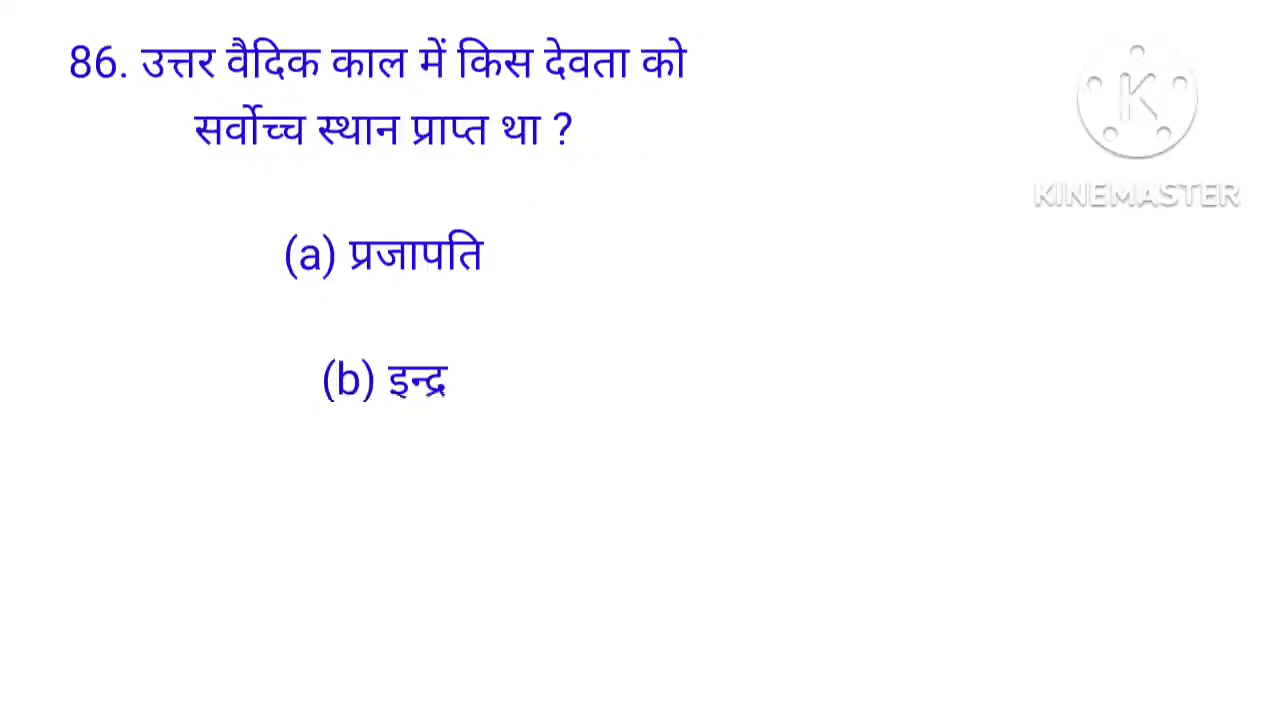 86. उत्तर वैदिक काल में किस देवता को
सर्वोच्च स्थान प्राप्त था ?
(a) प्रजापति
(b) इन्द्र
K
KINEMASTER